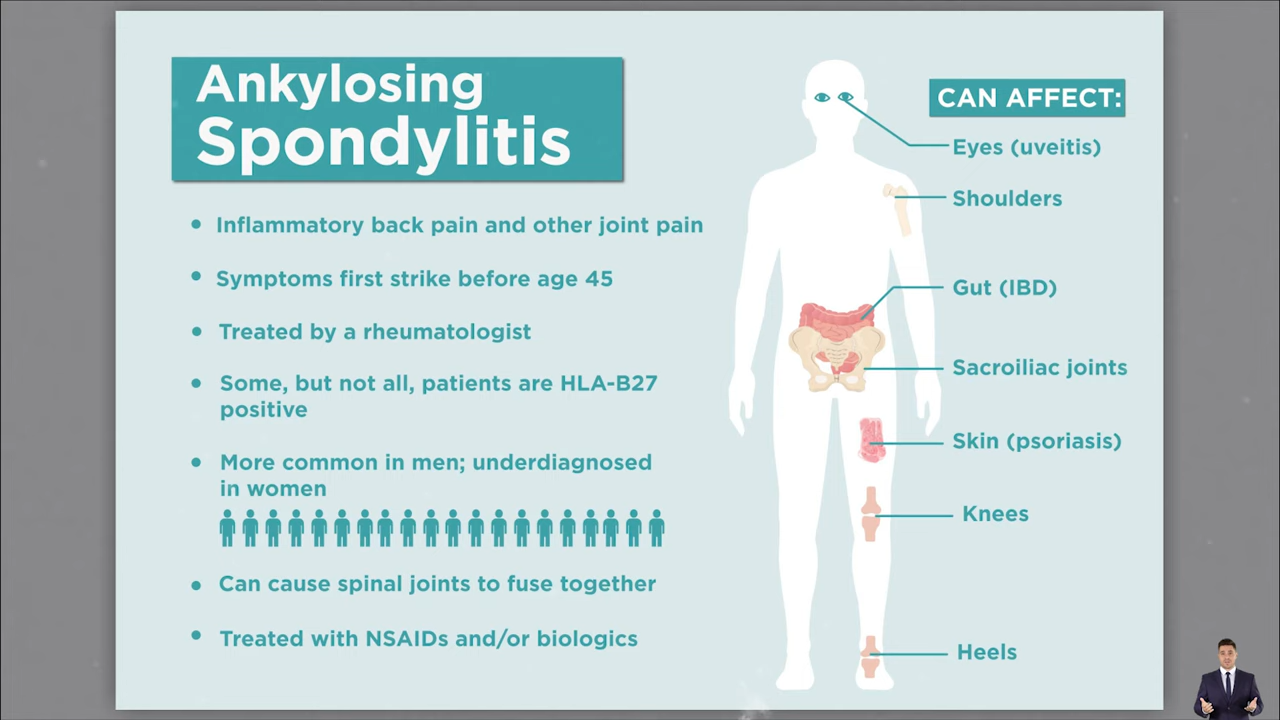 Ankylosing
Spondylitis
• Inflammatory back pain and other joint pain
• Symptoms first strike before age 45
• Treated by a rheumatologist
• Some, but not all, patients are HLA-B27
positive
• More common in men; underdiagnosed
in women
• Can cause spinal joints to fuse together
• Treated with NSAIDs and/or biologics
CAN AFFECT:
Eyes (uveitis)
Shoulders
Gut (IBD)
Sacroiliac joints
Skin (psoriasis)
Knees
Heels